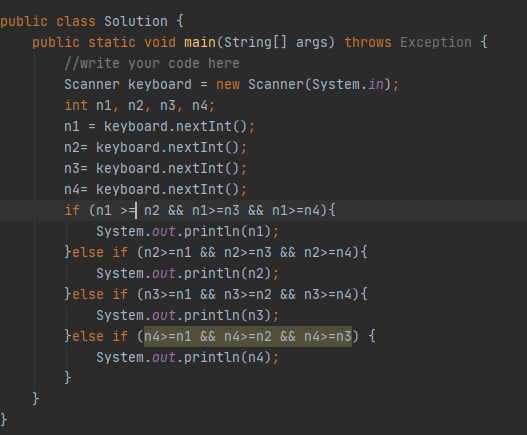 public class Solution {
    public static void main(String[] args) throws Exception {
        //write your code here
        Scanner keyboard = new Scanner(System.in);
        int n1, n2, n3, n4;
        n1 = keyboard.nextInt();
        n2= keyboard.nextInt();
        n3= keyboard.nextInt();
        n4= keyboard.nextInt();
        if (n1 >= n2 && n1>=n3 && n1>=n4){
            System.out.println(n1);
        }else if (n2>=n1 && n2>=n3 && n2>=n4){
            System.out.println(n2);
        }else if (n3>=n1 && n3>=n2 && n3>=n4){
            System.out.println(n3);
        }else if (n4>=n1 && n4>=n2 && n4>=n3) {
            System.out.println(n4);
        }
    }
}